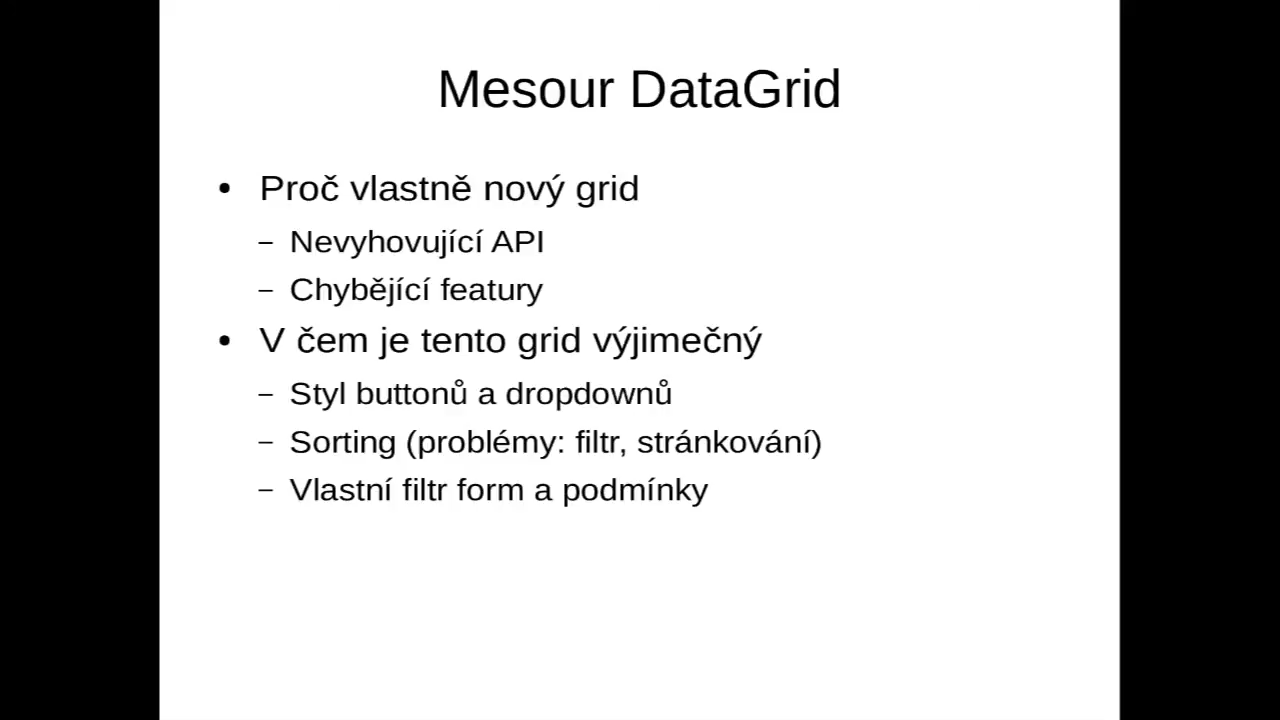 Mesour DataGrid
• Proč vlastně nový grid
– Nevyhovující API
– Chybějící featury
• V čem je tento grid výjimečný
– Styl buttonů a dropdownů
– Sorting (problémy: filtr, stránkování)
– Vlastní filtr form a podmínky